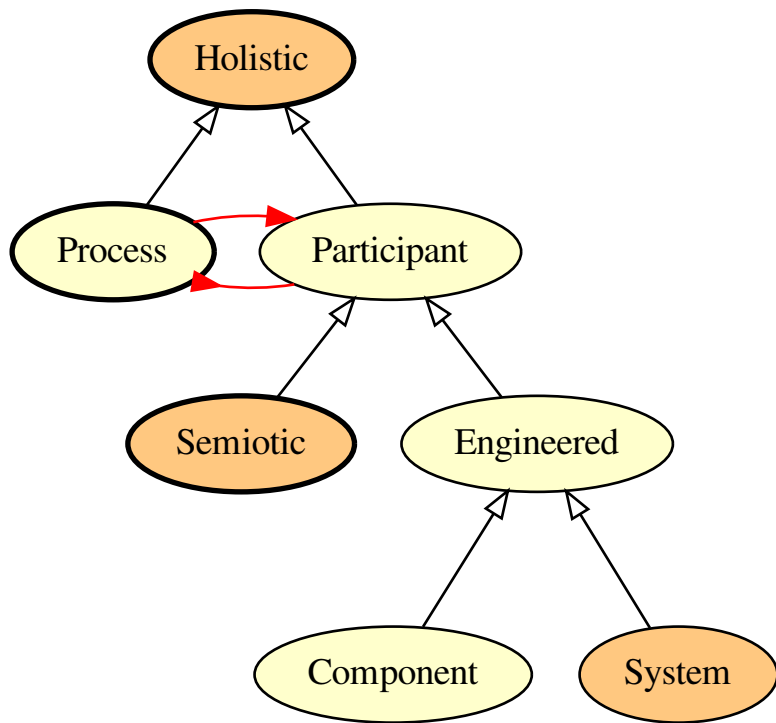 Holistic
Process
Participant
Semiotic
Engineered
Component
System